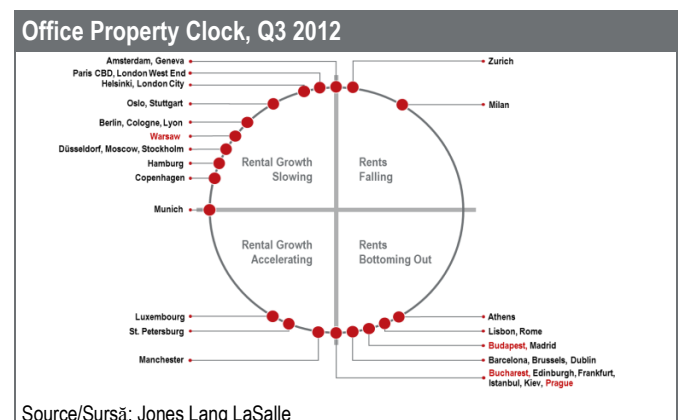 Office Property Clock, Q3 2012
Amsterdam, Geneva
Paris CBD, London West End
Helsinki, London City
Oslo, Stuttgart
Berlin, Cologne, Lyon
Warsaw
Düsseldorf, Moscow, Stockholm
Hamburg
Copenhagen
Munich
Luxembourg
St. Petersburg
Manchester
Zurich
Milan
Rental Growth
Slowing
Rents
Falling
Rental Growth
Accelerating
Rents
Bottoming Out
Athens
Lisbon, Rome
Budapest, Madrid
Barcelona, Brussels, Dublin
Bucharest, Edinburgh, Frankfurt,
Istanbul, Kiev, Prague
Source/Sursă: Jones Lang LaSalle